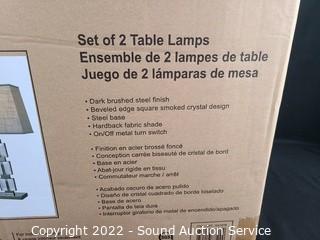 Set of 2 Table Lamps
Ensemble de 2 lampes de table
Juego de 2 lámparas de mesa
• Dark brushed steel finish
• Beveled edge square smoked crystal design
• Steel base
• Hardback fabric shade
• On/Off metal turn switch
• Finition en acier brossé foncé
• Conception carrée biseauté de cristal de bord
• Base en acier
• Abat-jour rigide en tissu
• Commutateur marche / arrêt
• Acabado oscuro de acero pulido
• Diseño de cristal cuadrado de borde biselado
• Base de acero
• Pantalla de tela dura
• Interruptor giratorio de metal de encendido/apagado
Copyright 2022 - Sound Auction Service